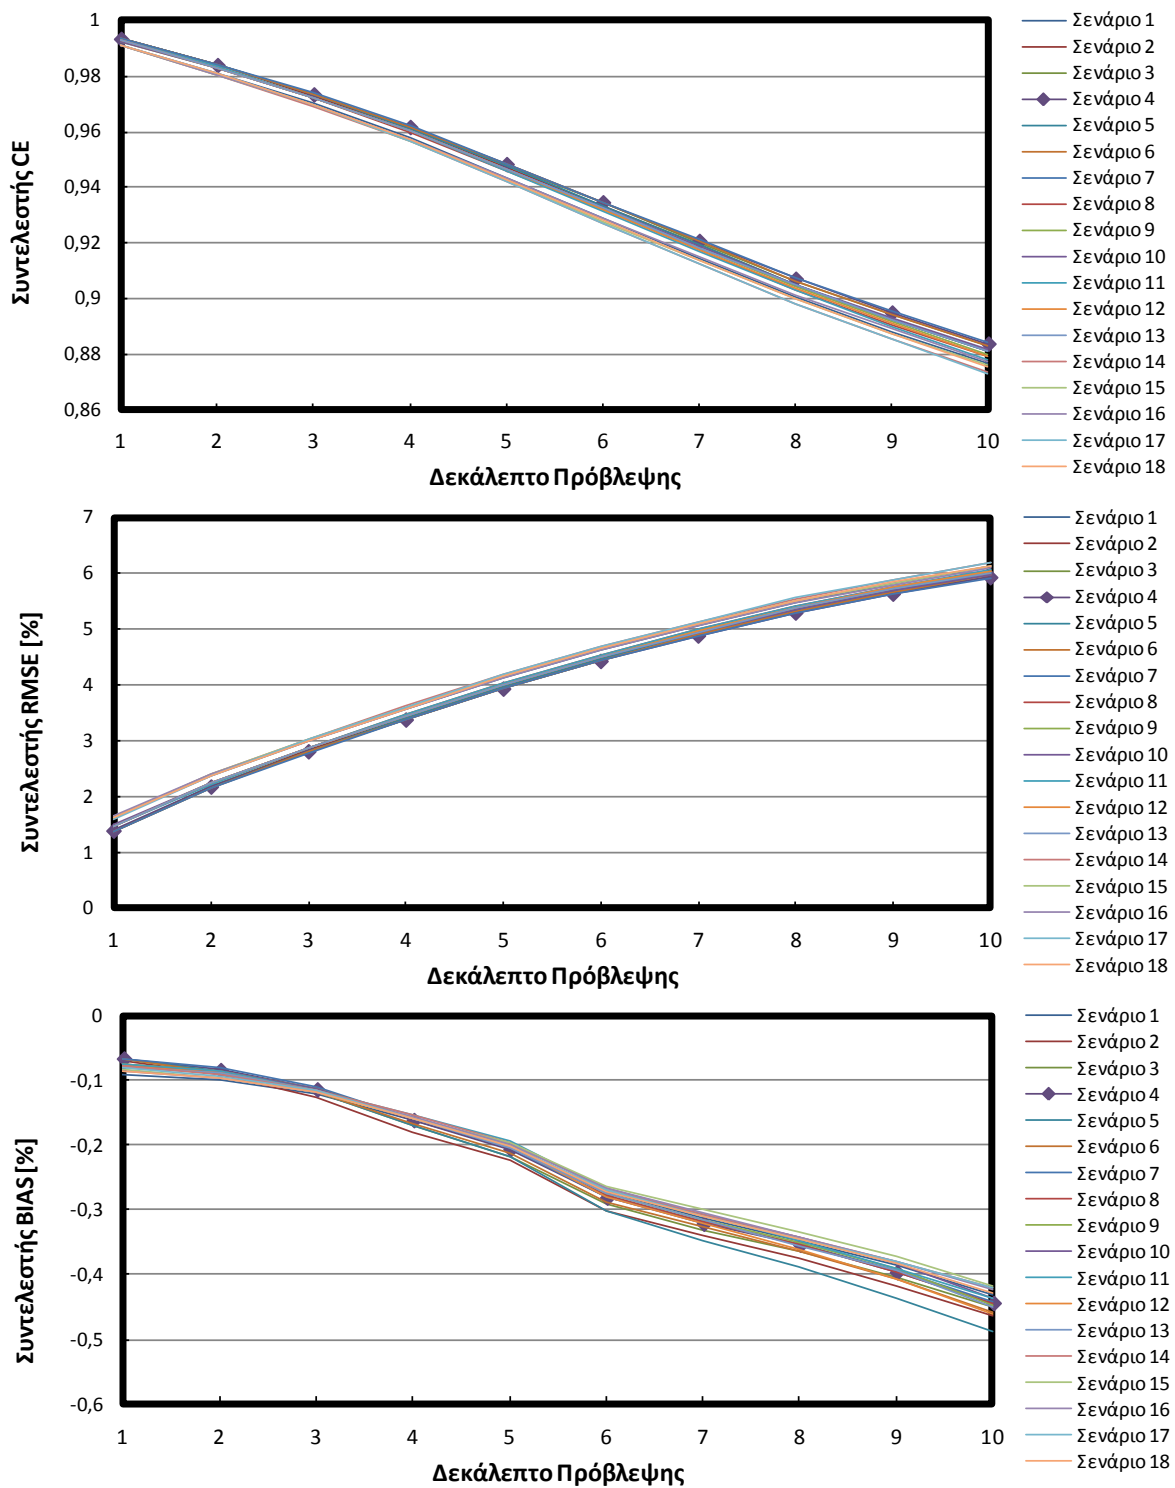 Συντελεστής CE
1
0,98
0,96
0,94
0,92
0,9
0,88
0,86
1 2 3 4 5 6 7 8 9 10
Δεκάλεπτο Πρόβλεψης
Σενάριο 1
Σενάριο 2
Σενάριο 3
Σενάριο 4
Σενάριο 5
Σενάριο 6
Σενάριο 7
Σενάριο 8
Σενάριο 9
Σενάριο 10
Σενάριο 11
Σενάριο 12
Σενάριο 13
Σενάριο 14
Σενάριο 15
Σενάριο 16
Σενάριο 17
Σενάριο 18
Συντελεστής RMSE [%]
7
6
5
4
3
2
1
0
1 2 3 4 5 6 7 8 9 10
Δεκάλεπτο Πρόβλεψης
Σενάριο 1
Σενάριο 2
Σενάριο 3
Σενάριο 4
Σενάριο 5
Σενάριο 6
Σενάριο 7
Σενάριο 8
Σενάριο 9
Σενάριο 10
Σενάριο 11
Σενάριο 12
Σενάριο 13
Σενάριο 14
Σενάριο 15
Σενάριο 16
Σενάριο 17
Σενάριο 18
Συντελεστής BIAS [%]
0
-0,1
-0,2
-0,3
-0,4
-0,5
-0,6
1 2 3 4 5 6 7 8 9 10
Δεκάλεπτο Πρόβλεψης
Σενάριο 1
Σενάριο 2
Σενάριο 3
Σενάριο 4
Σενάριο 5
Σενάριο 6
Σενάριο 7
Σενάριο 8
Σενάριο 9
Σενάριο 10
Σενάριο 11
Σενάριο 12
Σενάριο 13
Σενάριο 14
Σενάριο 15
Σενάριο 16
Σενάριο 17
Σενάριο 18